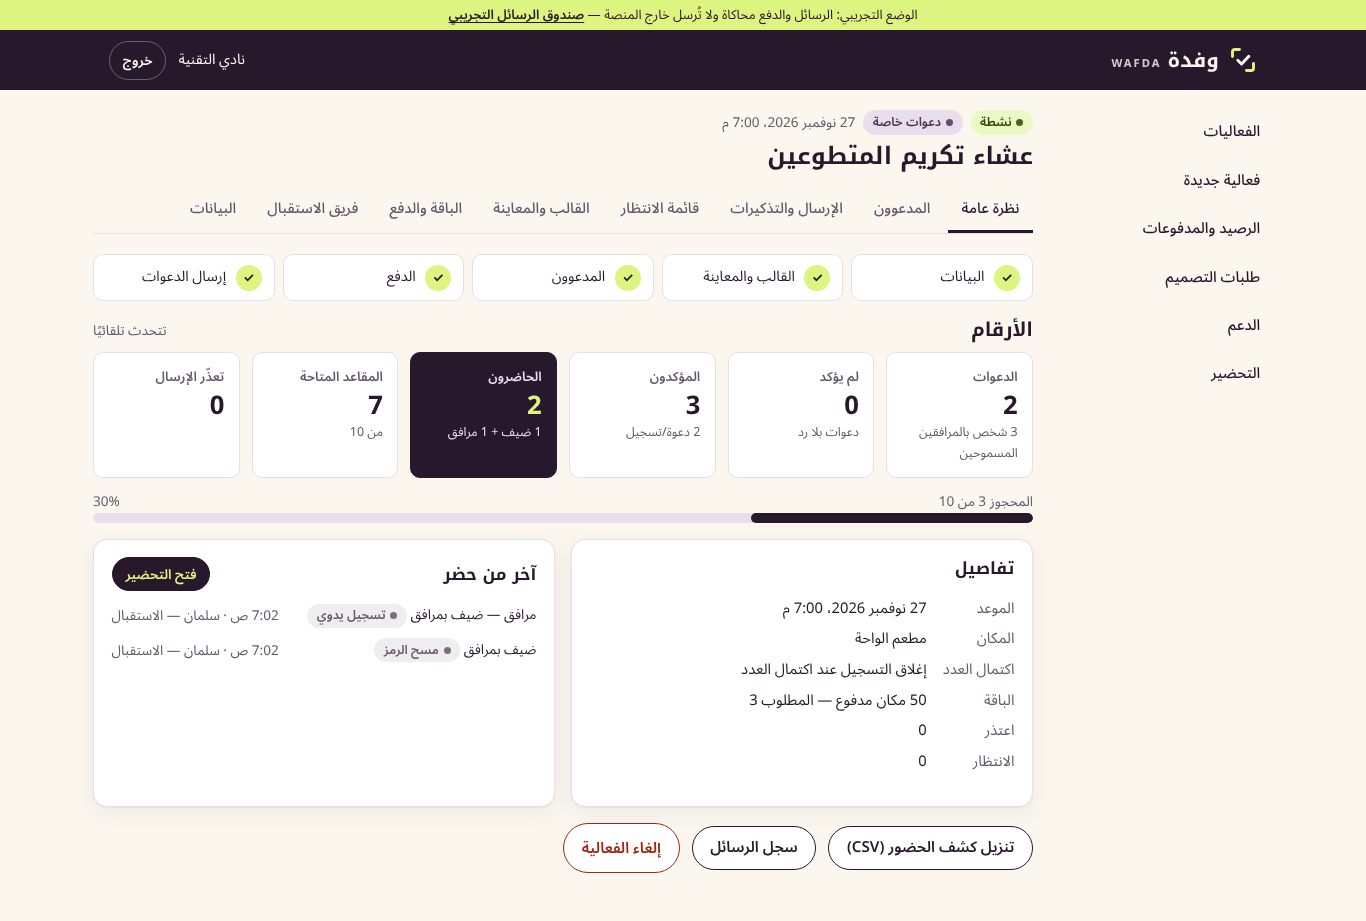 الوضع التجريبي: الرسائل والدفع محاكاة ولا تُرسل خارج المنصة — صندوق الرسائل التجريبي
وفدة WAFDA
نادي التقنية
خروج
الفعاليات
فعالية جديدة
الرصيد والمدفوعات
طلبات التصميم
الدعم
التحضير
نشطة
دعوات خاصة
27 نوفمبر 2026، 7:00 م
عشاء تكريم المتطوعين
نظرة عامة
المدعوون
الإرسال والتذكيرات
قائمة الانتظار
القالب والمعاينة
الباقة والدفع
فريق الاستقبال
البيانات
البيانات
القالب والمعاينة
المدعوون
الدفع
إرسال الدعوات
الأرقام
تتحدث تلقائيًا
الدعوات
2
3 شخص بالمرافقين
المسموحين
لم يؤكد
0
دعوات بلا رد
المؤكدون
3
2 دعوة/تسجيل
الحاضرون
2
1 ضيف + 1 مرافق
المقاعد المتاحة
7
من 10
تعذّر الإرسال
0
المحجوز 3 من 10
30%
تفاصيل
الموعد 27 نوفمبر 2026، 7:00 م
المكان مطعم الواحة
اكتمال العدد إغلاق التسجيل عند اكتمال العدد
الباقة 50 مكان مدفوع — المطلوب 3
اعتذر 0
الانتظار 0
آخر من حضر
فتح التحضير
مرافق — ضيف بمرافق تسجيل يدوي 7:02 ص · سلمان — الاستقبال
ضيف بمرافق مسح الرمز 7:02 ص · سلمان — الاستقبال
تنزيل كشف الحضور (CSV)
سجل الرسائل
إلغاء الفعالية